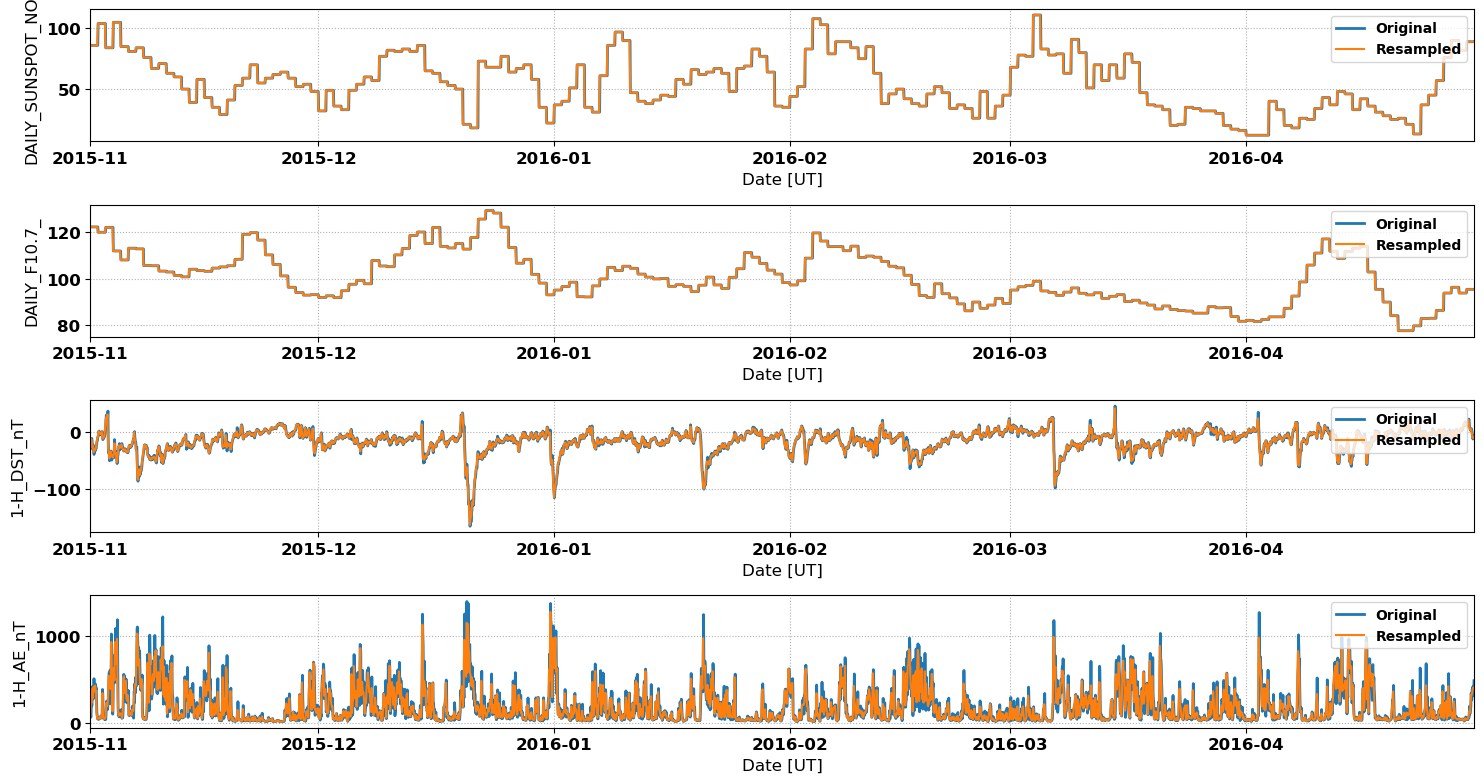 DAILY_SUNSPOT_NO
100
50
Original
Resampled
2015-11
2015-12
2016-01
2016-02
2016-03
2016-04
Date [UT]
DAILY_F10.7_
120
100
80
Original
Resampled
2015-11
2015-12
2016-01
2016-02
2016-03
2016-04
Date [UT]
1-H_DST_nT
0
−100
Original
Resampled
2015-11
2015-12
2016-01
2016-02
2016-03
2016-04
Date [UT]
1-H_AE_nT
1000
0
Original
Resampled
2015-11
2015-12
2016-01
2016-02
2016-03
2016-04
Date [UT]